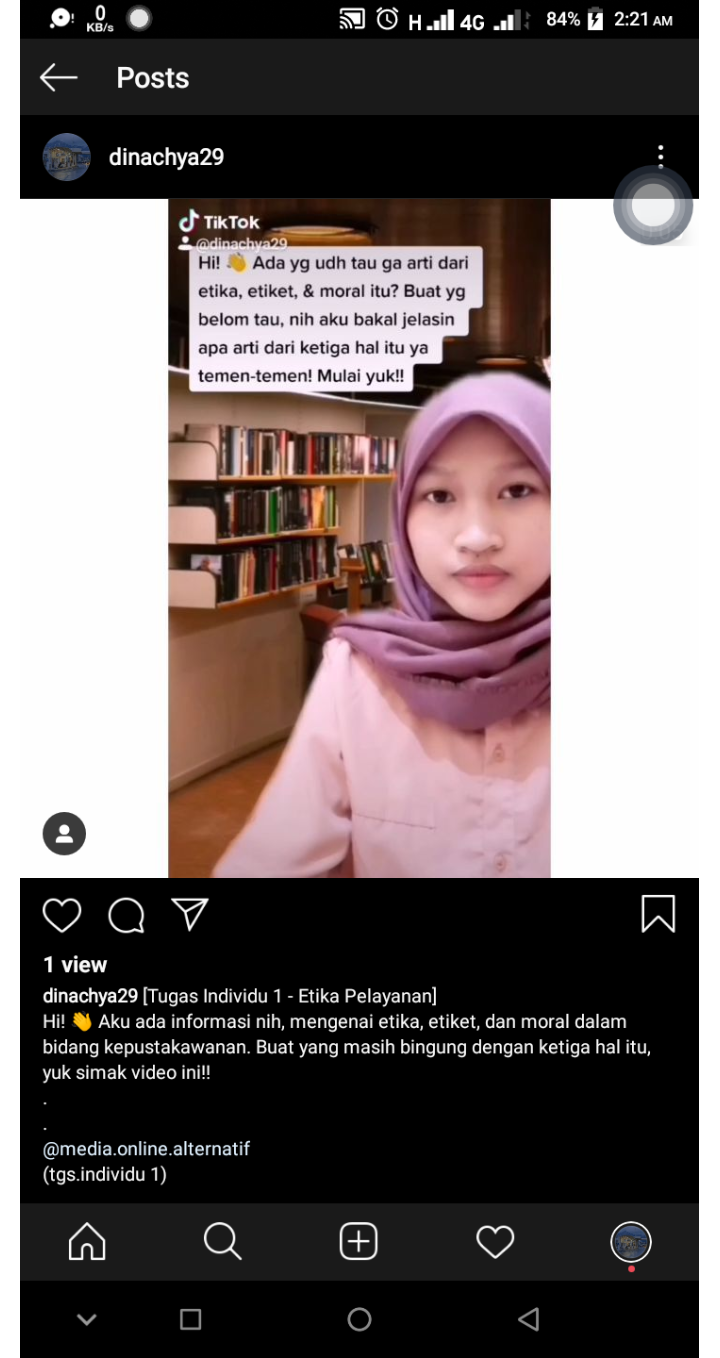 0
KB/s
H 4G 84% 2:21 AM
Posts
dinachya29
TikTok
@dinachya29
Hi! 👋 Ada yg udh tau ga arti dari
etika, etiket, & moral itu? Buat yg
belom tau, nih aku bakal jelasin
apa arti dari ketiga hal itu ya
temen-temen! Mulai yuk!!
1 view
dinachya29 [Tugas Individu 1 - Etika Pelayanan]
Hi! 👋 Aku ada informasi nih, mengenai etika, etiket, dan moral dalam
bidang kepustakawanan. Buat yang masih bingung dengan ketiga hal itu,
yuk simak video ini!!
.
.
@media.online.alternatif
(tgs.individu 1)